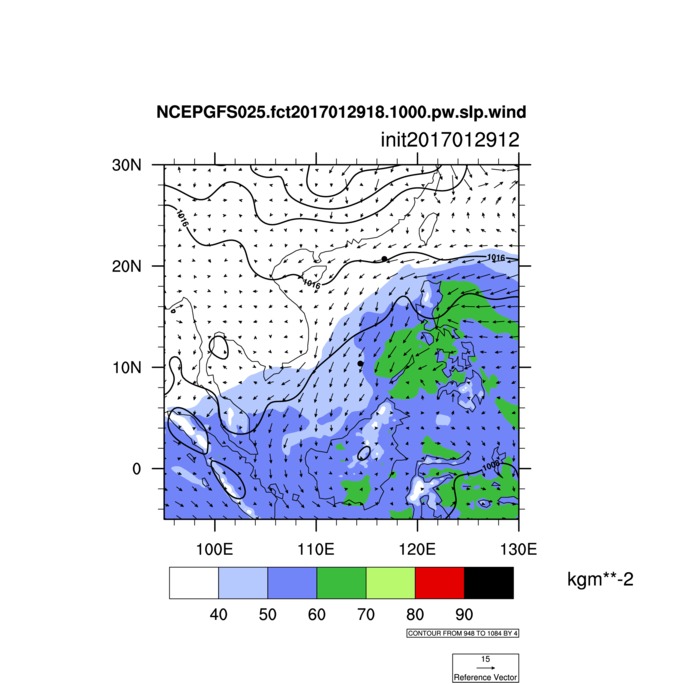 NCEPGFS025.fct2017012918.1000.pw.slp.wind
init2017012912
30N
20N
10N
0
1016
1016
1016
1008
100E
110E
120E
130E
40
50
60
70
80
90
kgm**-2
CONTOUR FROM 948 TO 1084 BY 4
15
Reference Vector